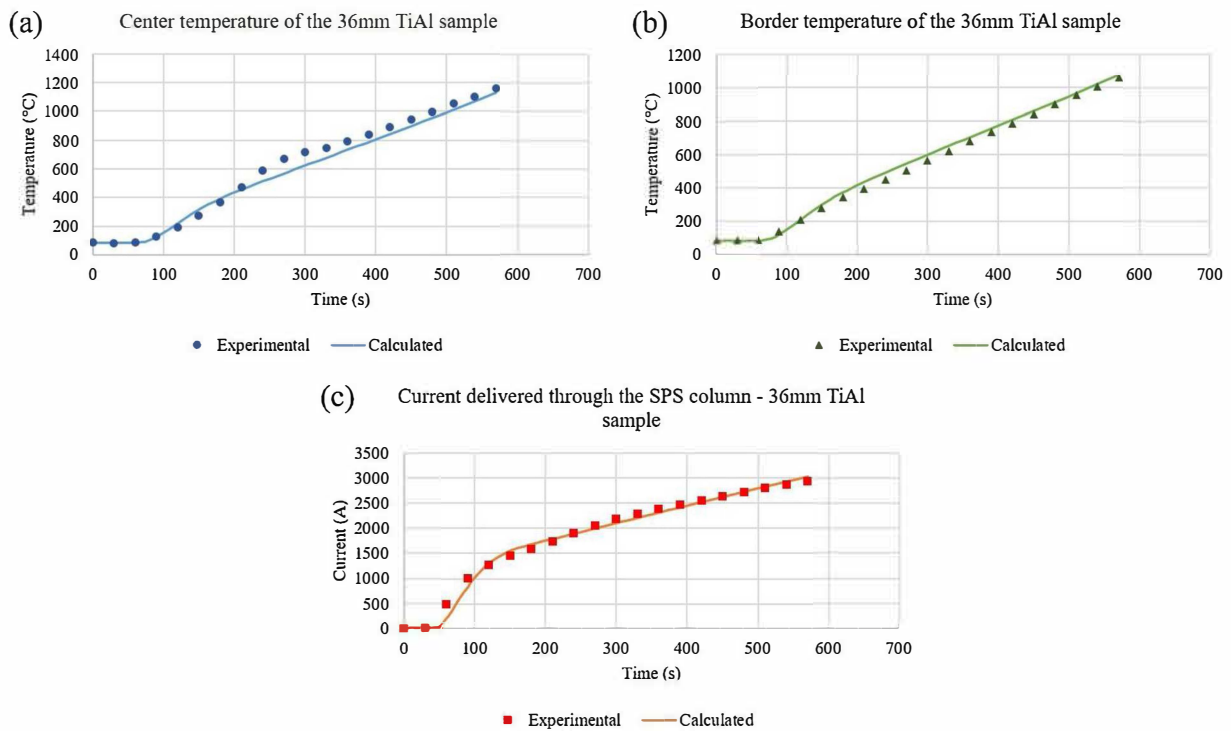 (a)
Center temperature of the 36mm TiAl sample
1400
1200
1000
800
600
400
200
0
Temperature (°C)
0 100 200 300 400 500 600 700
Time (s)
Experimental Calculated
(b)
Border temperature of the 36mm TiAl sample
1200
1000
800
600
400
200
0
Temperature (°C)
0 100 200 300 400 500 600 700
Time (s)
Experimental Calculated
(c)
Current delivered through the SPS column - 36mm TiAl
sample
3500
3000
2500
2000
1500
1000
500
0
Current (A)
0 100 200 300 400 500 600 700
Time (s)
Experimental Calculated